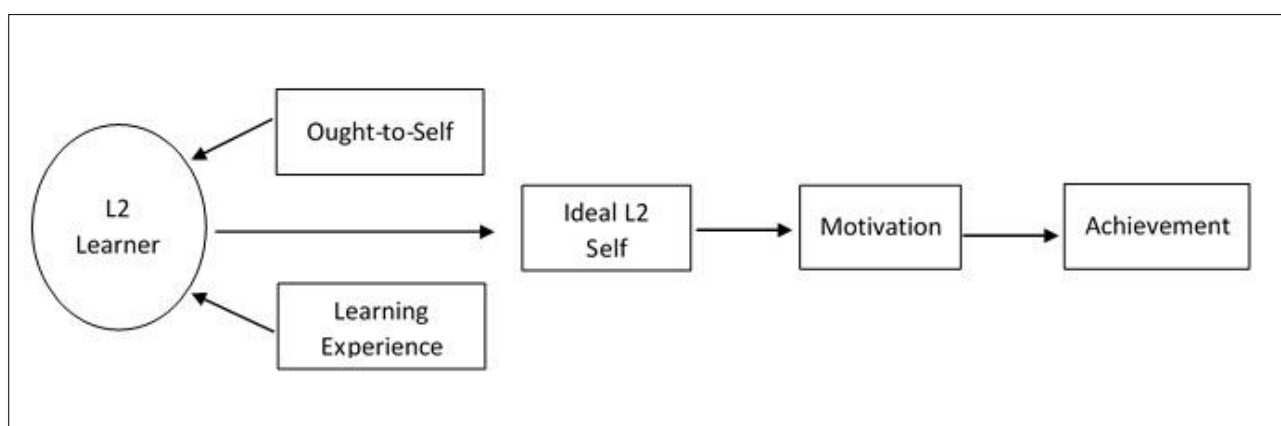 Ought-to-Self
L2
Learner
Learning
Experience
Ideal L2
Self
Motivation
Achievement